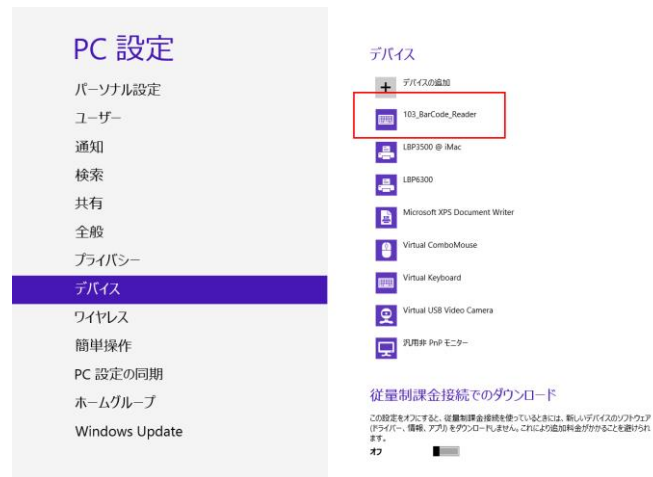 PC 設定
パーソナル設定
ユーザー
通知
検索
共有
全般
プライバシー
デバイス
ワイヤレス
簡単操作
PC 設定の同期
ホームグループ
Windows Update
デバイス
デバイスの追加
103_BarCode_Reader
LBP3500 @ iMac
LBP6300
Microsoft XPS Document Writer
Virtual ComboMouse
Virtual Keyboard
Virtual USB Video Camera
汎用非 PnP モニター
従量制課金接続でのダウンロード
この設定をオフにすると、従量制課金接続を使っているときには、新しいデバイスのソフトウェア
(ドライバー、情報、アプリ) をダウンロードしません。これにより追加料金がかかることを避けられ
ます。
オフ